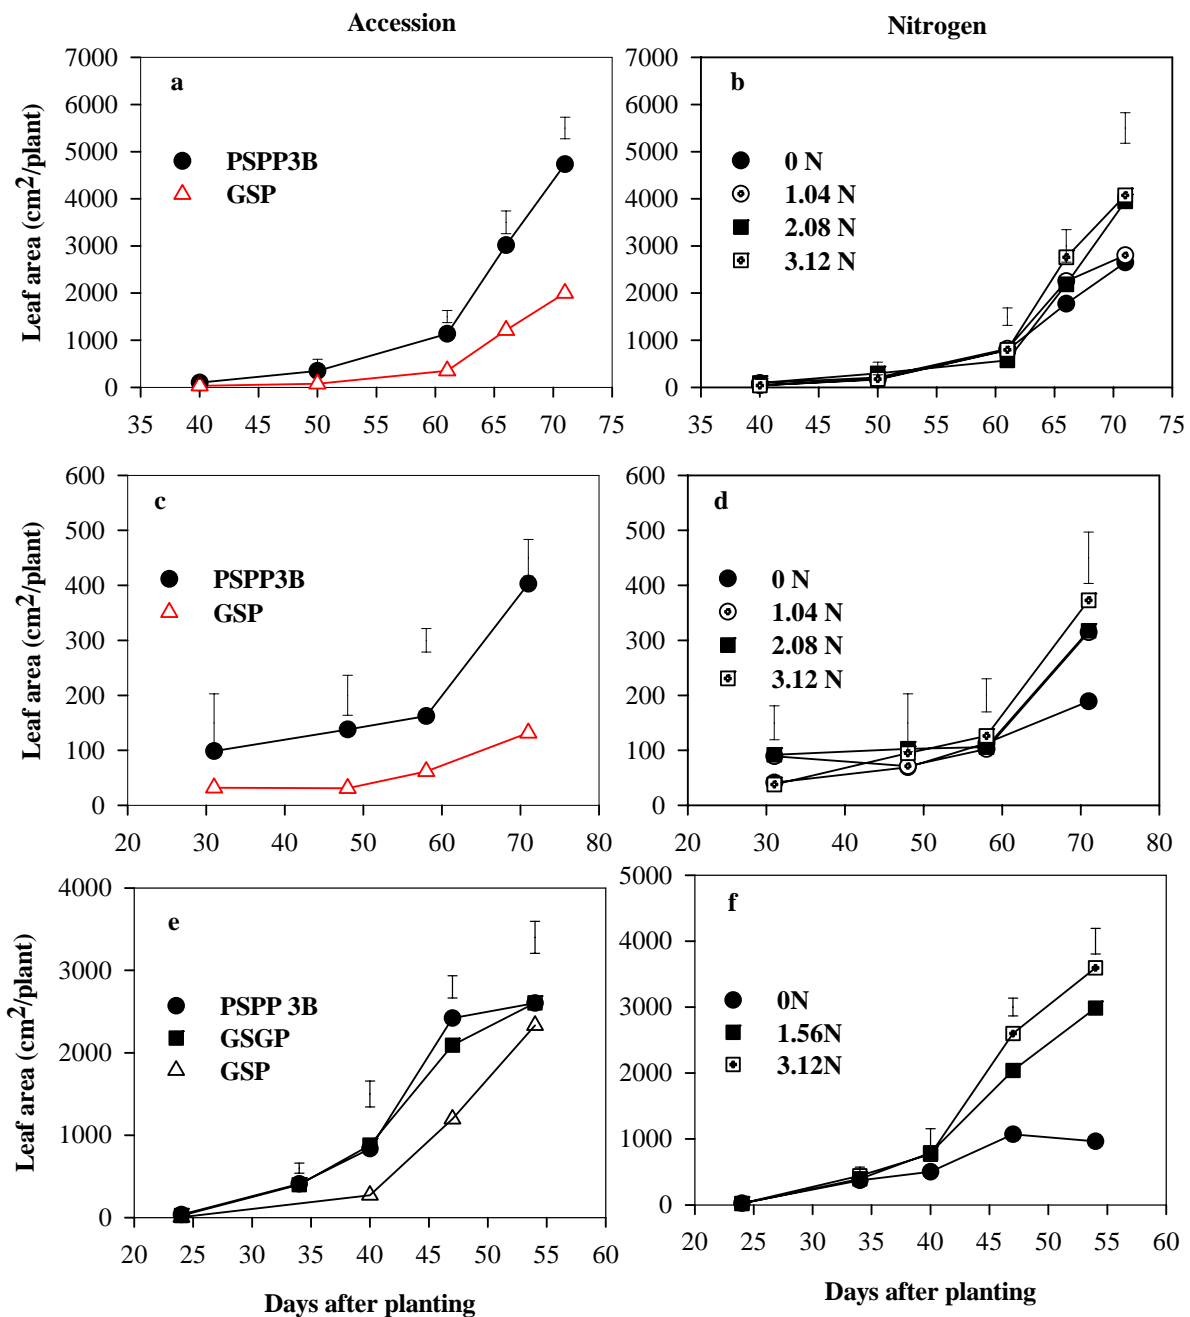 Accession
Nitrogen
Leaf area (cm²/plant)
7000
6000
5000
4000
3000
2000
1000
0
a
PSPP3B
GSP
35 40 45 50 55 60 65 70 75
7000
6000
5000
4000
3000
2000
1000
0
b
0 N
1.04 N
2.08 N
3.12 N
35 40 45 50 55 60 65 70 75
Leaf area (cm²/plant)
600
500
400
300
200
100
0
c
PSPP3B
GSP
20 30 40 50 60 70 80
600
500
400
300
200
100
0
d
0 N
1.04 N
2.08 N
3.12 N
20 30 40 50 60 70 80
Leaf area (cm²/plant)
4000
3000
2000
1000
0
e
PSPP 3B
GSGP
GSP
20 25 30 35 40 45 50 55 60
Days after planting
5000
4000
3000
2000
1000
0
f
0N
1.56N
3.12N
20 25 30 35 40 45 50 55 60
Days after planting